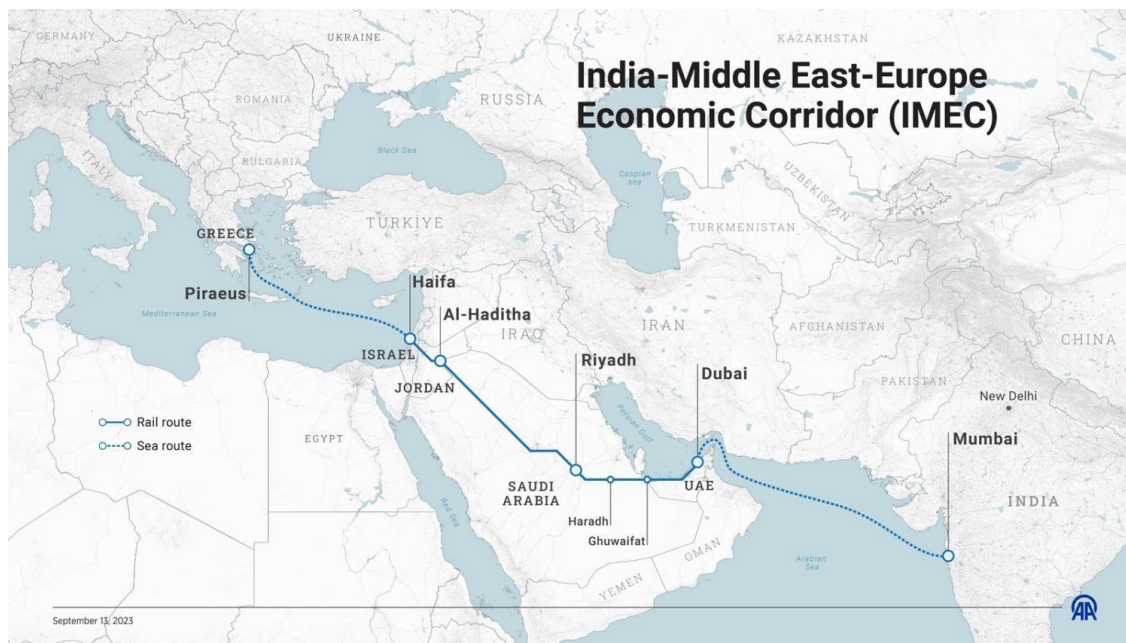 GERMANY
UKRAINE
KAZAKHSTAN
India-Middle East-Europe
Economic Corridor (IMEC)
RUSSIA
ROMANIA
ITALY
BULGARIA
Black Sea
Caspian
sea
UZBEKISTAN
TURKMENISTAN
TÜRKİYE
GREECE
Piraeus
Mediterranean Sea
Haifa
Al-Haditha
IRAQ
IRAN
AFGHANISTAN
CHINA
ISRAEL
JORDAN
Riyadh
Dubai
PAKISTAN
New Delhi
Persian Gulf
Mumbai
Rail route
Sea route
EGYPT
Red Sea
SAUDI
ARABIA
UAE
INDIA
Haradh
Ghuwaifat
OMAN
YEMEN
Arabian
Sea
September 13, 2023
AA